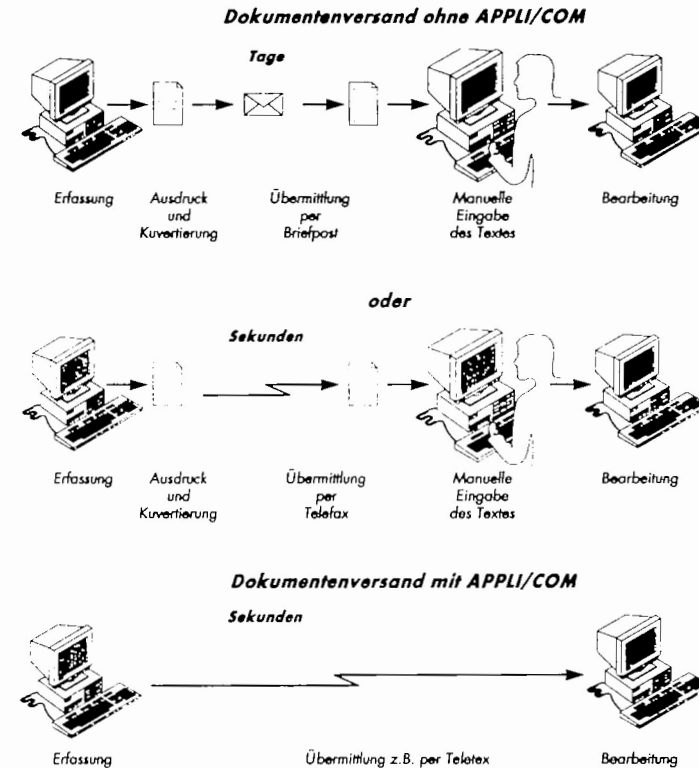 Dokumentenversand ohne APPLI/COM
Tage
Erfassung Ausdruck Übermittlung Manuelle Bearbeitung
und per Eingabe
Kuvertierung Briefpost des Textes
oder
Sekunden
Erfassung Ausdruck Übermittlung Manuelle Bearbeitung
und per Eingabe
Kuvertierung Telefax des Textes
Dokumentenversand mit APPLI/COM
Sekunden
Erfassung Übermittlung z.B. per Teletex Bearbeitung